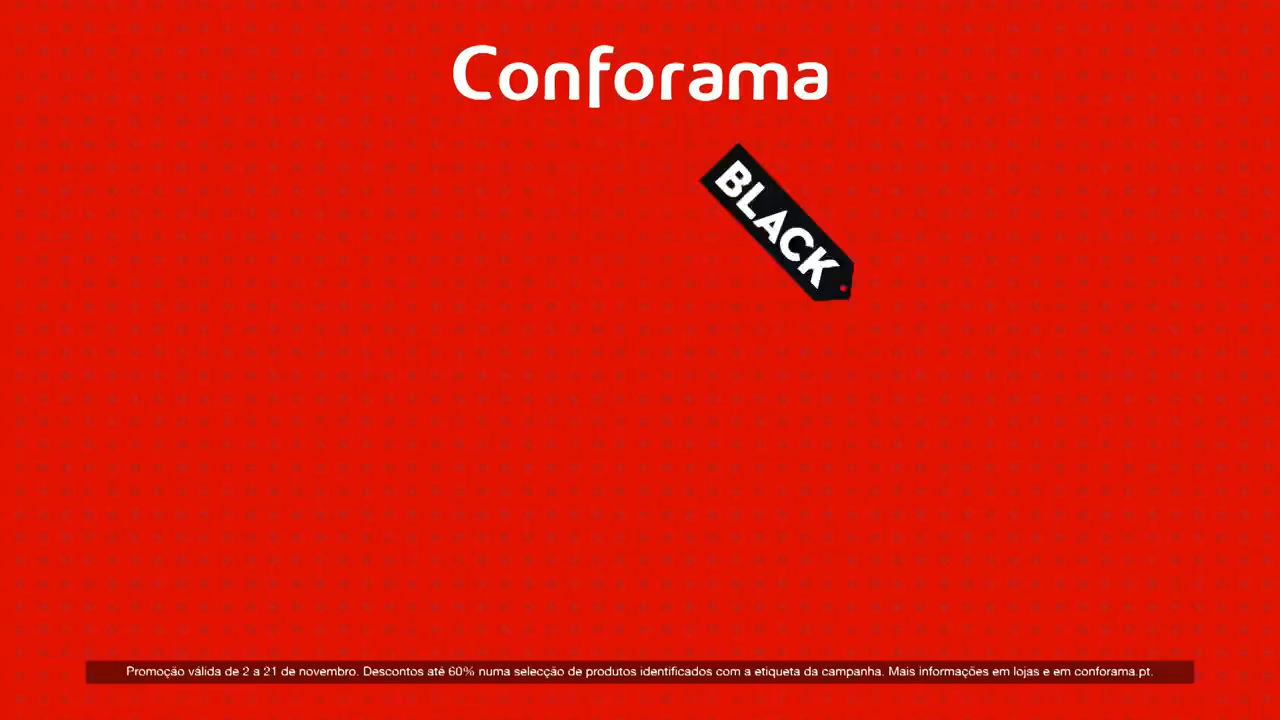 Conforama
BLACK
Promoção válida de 2 a 21 de novembro. Descontos até 60% numa selecção de produtos identificados com a etiqueta da campanha. Mais informações em lojas e em conforama.pt.